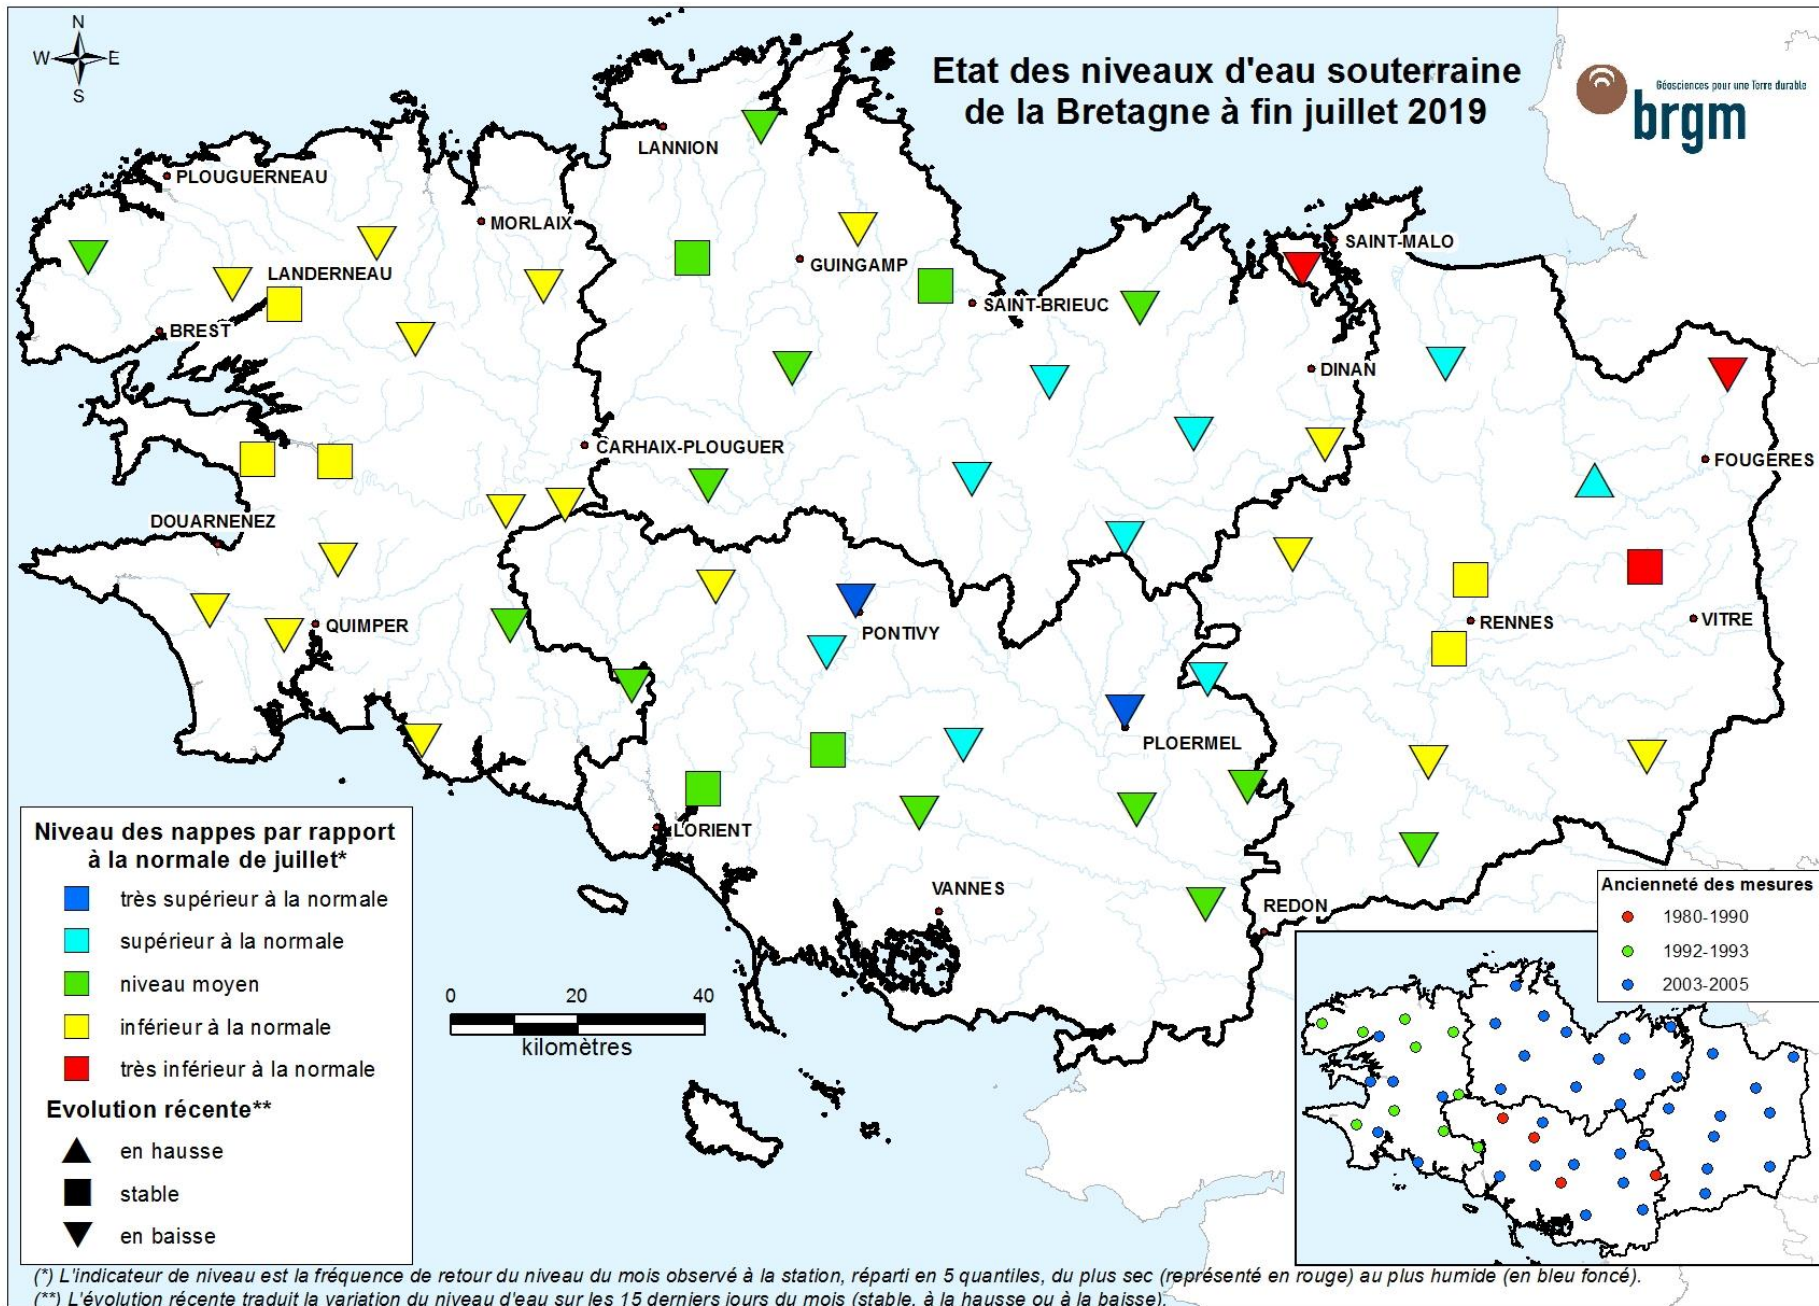 N
W E
S
Etat des niveaux d'eau souterraine
de la Bretagne à fin juillet 2019
Géosciences pour une Terre durable
brgm
LANNION
PLOUGUERNEAU
MORLAIX
SAINT-MALO
GUINGAMP
LANDERNEAU
SAINT-BRIEUC
BREST
DINAN
CARHAIX-PLOUGUER
FOUGERES
DOUARNENEZ
QUIMPER
PONTIVY
RENNES
VITRE
PLOERMEL
LORIENT
VANNES
REDON
Niveau des nappes par rapport
à la normale de juillet*
très supérieur à la normale
supérieur à la normale
niveau moyen
inférieur à la normale
très inférieur à la normale
Evolution récente**
en hausse
stable
en baisse
0 20 40
kilomètres
Ancienneté des mesures
1980-1990
1992-1993
2003-2005
(*) L'indicateur de niveau est la fréquence de retour du niveau du mois observé à la station, réparti en 5 quantiles, du plus sec (représenté en rouge) au plus humide (en bleu foncé).
(**) L'évolution récente traduit la variation du niveau d'eau sur les 15 derniers jours du mois (stable, à la hausse ou à la baisse).